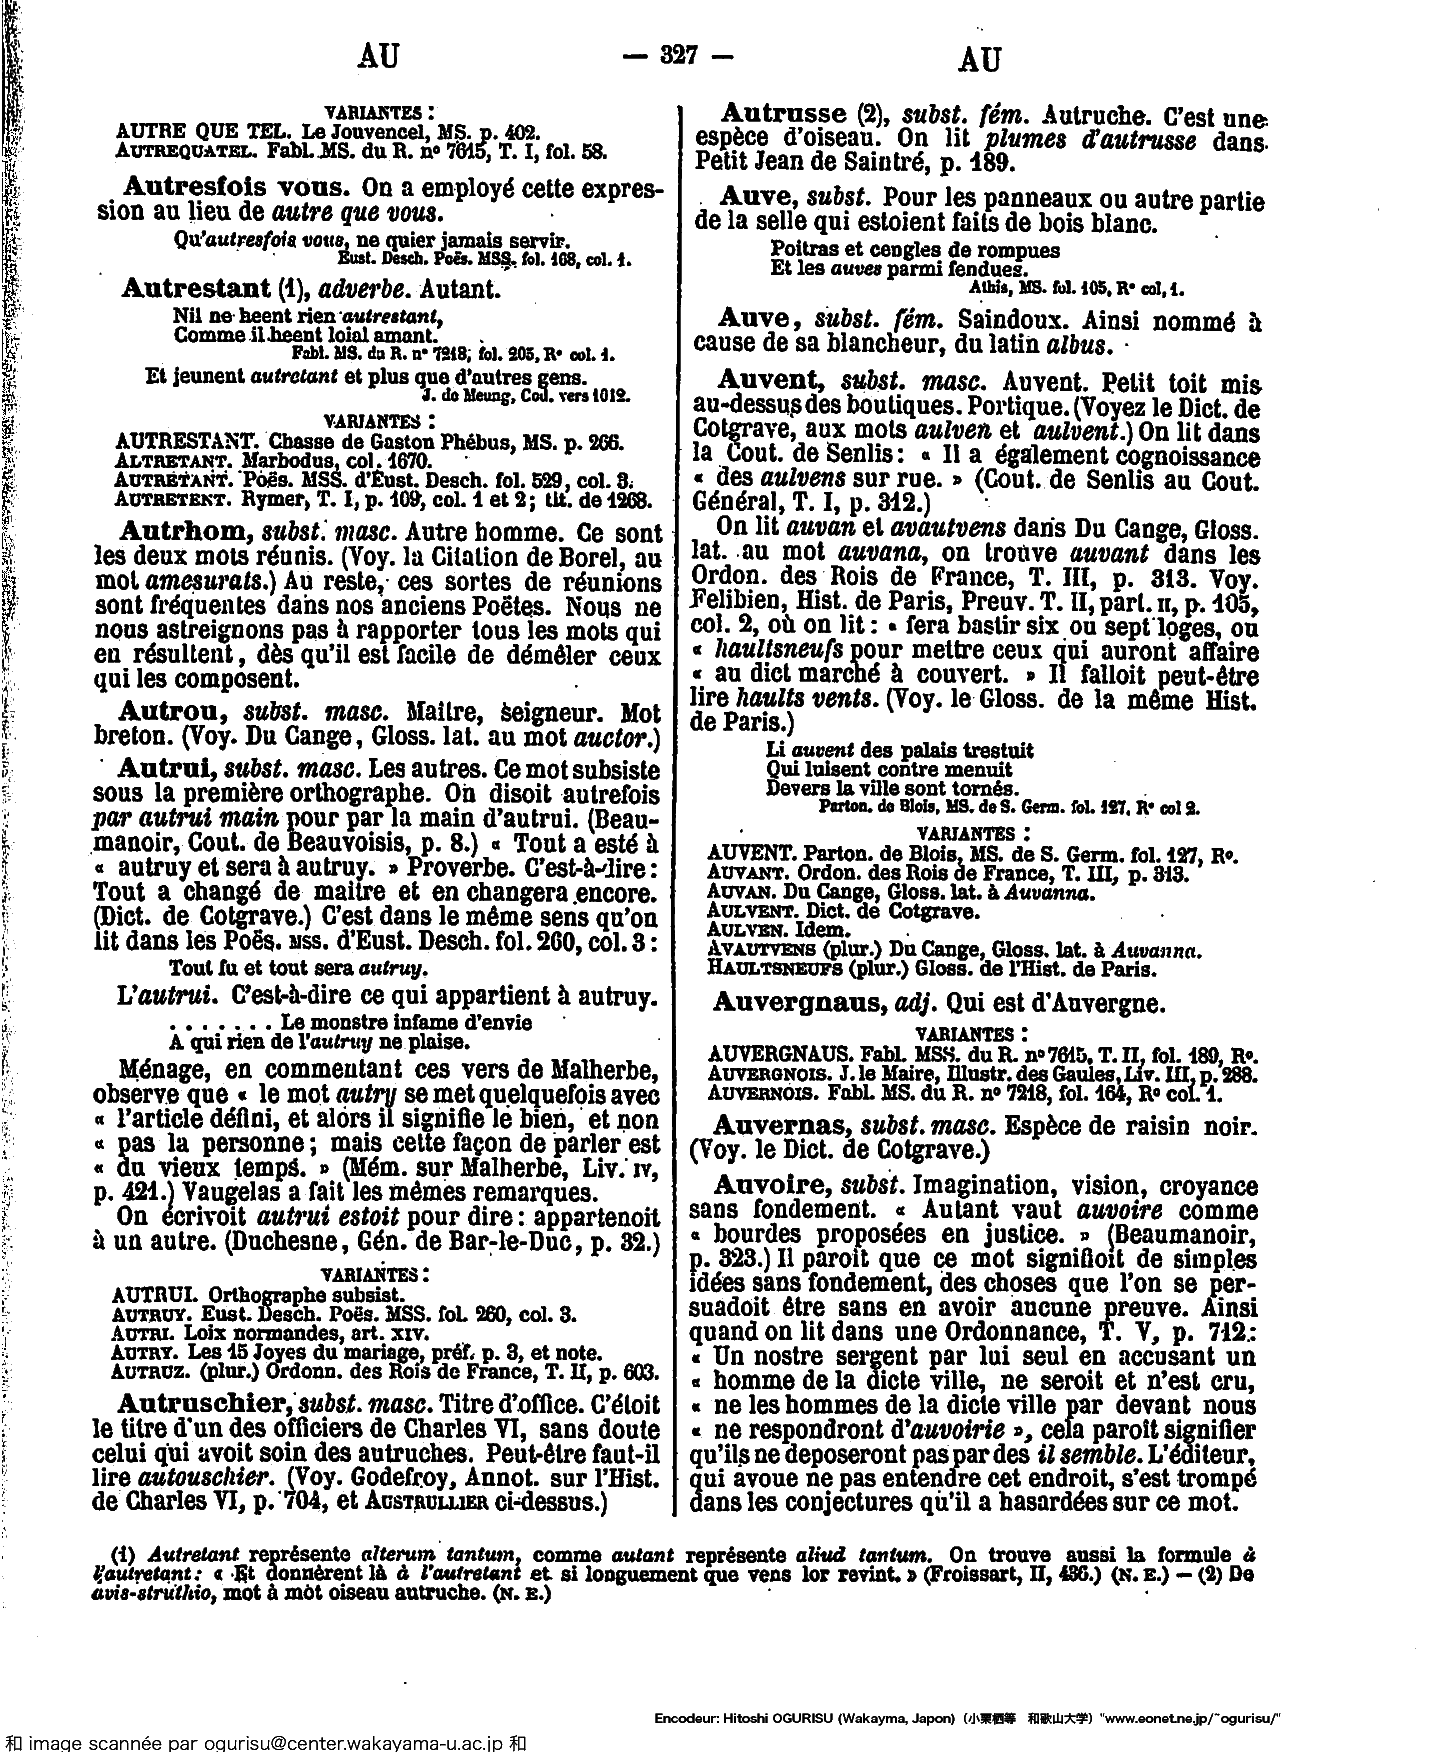 AU
— 327 —
AU
VARIANTES :
AUTRE QUE TEL. Le Jouvencel, MS. p. 402.
AUTREQUATEL. Fabl. MS. du R. nº 7615, T. I, fol. 58.
Autresfois vous. On a employé cette expres-
sion au lieu de autre que vous.
Qu'autresfois vous, ne quier jamais servir.
Eust. Desch. Poës. MSS. fol. 168, col. 1.
Autrestant (1), adverbe. Autant.
Nil ne heent rien autrestant,
Comme il heent loial amant.
Fabl. MS. du R. nº 7218, fol. 205, Rº col. 1.
Et jeunent autretant et plus que d'autres gens.
J. de Meung, Cod. vers 1012.
VARIANTES :
AUTRESTANT. Chasse de Gaston Phébus, MS. p. 266.
ALTRETANT. Marbodus, col. 1670.
AUTRETANT. Poës. MSS. d'Eust. Desch. fol. 529, col. 3.
AUTRETENT. Rymer, T. I, p. 109, col. 1 et 2; tit. de 1268.
Autrhom, subst. masc. Autre homme. Ce sont
les deux mots réunis. (Voy. la Citation de Borel, au
mot amesurats.) Au reste, ces sortes de réunions
sont fréquentes dans nos anciens Poëtes. Nous ne
nous astreignons pas à rapporter tous les mots qui
en résultent, dès qu'il est facile de démêler ceux
qui les composent.
Autrou, subst. masc. Maitre, seigneur. Mot
breton. (Voy. Du Cange, Gloss. lat. au mot auctor.)
Autrui, subst. masc. Les autres. Ce mot subsiste
sous la première orthographe. On disoit autrefois
par autrui main pour par la main d'autrui. (Beau-
manoir, Cout. de Beauvoisis, p. 8.) « Tout a esté à
« autruy et sera à autruy. » Proverbe. C'est-à-dire :
Tout a changé de maitre et en changera encore.
(Dict. de Cotgrave.) C'est dans le même sens qu'on
lit dans les Poës. MSS. d'Eust. Desch. fol. 260, col. 3 :
Tout fu et tout sera autruy.
L'autrui. C'est-à-dire ce qui appartient à autruy.
. . . . . . . Le monstre infame d'envie
A qui rien de l'autruy ne plaise.
Ménage, en commentant ces vers de Malherbe,
observe que « le mot autry se met quelquefois avec
« l'article défini, et alors il signifie le bien, et non
« pas la personne ; mais cette façon de parler est
« du vieux temps. » (Mém. sur Malherbe, Liv. IV,
p. 421.) Vaugelas a fait les mêmes remarques.
On écrivoit autrui estoit pour dire : appartenoit
à un autre. (Duchesne, Gén. de Bar-le-Duc, p. 32.)
VARIANTES :
AUTRUI. Orthographe subsist.
AUTRUY. Eust. Desch. Poës. MSS. fol. 260, col. 3.
AUTRI. Loix normandes, art. XIV.
AUTRY. Les 15 Joyes du mariage, préf. p. 3, et note.
AUTRUZ. (plur.) Ordonn. des Rois de France, T. II, p. 603.
Autruschier, subst. masc. Titre d'office. C'étoit
le titre d'un des officiers de Charles VI, sans doute
celui qui avoit soin des autruches. Peut-être faut-il
lire autouschier. (Voy. Godefroy, Annot. sur l'Hist.
de Charles VI, p. 704, et AUSTRULLIER ci-dessus.)
Autrusse (2), subst. fém. Autruche. C'est une
espèce d'oiseau. On lit plumes d'autrusse dans
Petit Jean de Saintré, p. 189.
Auve, subst. Pour les panneaux ou autre partie
de la selle qui estoient faits de bois blanc.
Poitras et cengles de rompues
Et les auves parmi fendues.
Athis, MS. fol. 105, Rº col, 1.
Auve, subst. fém. Saindoux. Ainsi nommé à
cause de sa blancheur, du latin albus.
Auvent, subst. masc. Auvent. Petit toit mis
au-dessus des boutiques. Portique. (Voyez le Dict. de
Cotgrave, aux mots aulven et aulvent.) On lit dans
la Cout. de Senlis : « Il a également cognoissance
« des aulvens sur rue. » (Cout. de Senlis au Cout.
Général, T. I, p. 312.)
On lit auvan et avautvens dans Du Cange, Gloss.
lat. au mot auvana, on trouve auvant dans les
Ordon. des Rois de France, T. III, p. 313. Voy.
Felibien, Hist. de Paris, Preuv. T. II, part. II, p. 105,
col. 2, où on lit : « fera bastir six ou sept loges, ou
« haultsneufs pour mettre ceux qui auront affaire
« au dict marché à couvert. » Il falloit peut-être
lire haults vents. (Voy. le Gloss. de la même Hist.
de Paris.)
Li auvent des palais trestuit
Qui luisent contre menuit
Devers la ville sont tornés.
Parton. de Blois, MS. de S. Germ. fol. 127, Rº col 2.
VARIANTES :
AUVENT. Parton. de Blois, MS. de S. Germ. fol. 127, Rº.
AUVANT. Ordon. des Rois de France, T. III, p. 313.
AUVAN. Du Cange, Gloss. lat. à Auvanna.
AULVENT. Dict. de Cotgrave.
AULVEN. Idem.
AVAUTVENS (plur.) Du Cange, Gloss. lat. à Auvanna.
HAULTSNEUFS (plur.) Gloss. de l'Hist. de Paris.
Auvergnaus, adj. Qui est d'Auvergne.
VARIANTES :
AUVERGNAUS. Fabl. MSS. du R. nº 7615, T. II, fol. 189, Rº.
AUVERGNOIS. J. le Maire, Illustr. des Gaules, Liv. III, p. 288.
AUVERNOIS. Fabl. MS. du R. nº 7218, fol. 164, Rº col. 1.
Auvernas, subst. masc. Espèce de raisin noir.
(Voy. le Dict. de Cotgrave.)
Auvoire, subst. Imagination, vision, croyance
sans fondement. « Autant vaut auvoire comme
« bourdes proposées en justice. » (Beaumanoir,
p. 323.) Il paroit que ce mot signifioit de simples
idées sans fondement, des choses que l'on se per-
suadoit être sans en avoir aucune preuve. Ainsi
quand on lit dans une Ordonnance, T. V, p. 712 :
« Un nostre sergent par lui seul en accusant un
« homme de la dicte ville, ne seroit et n'est cru,
« ne les hommes de la dicte ville par devant nous
« ne respondront d'auvoirie », cela paroit signifier
qu'ils ne deposeront pas par des il semble. L'éditeur,
qui avoue ne pas entendre cet endroit, s'est trompé
dans les conjectures qu'il a hasardées sur ce mot.
(1) Autretant représente alterum tantum, comme autant représente aliud tantum. On trouve aussi la formule à
l'autretant : « Et donnèrent là à l'autretant et si longuement que vens lor revint. » (Froissart, II, 436.) (N. E.) — (2) De
avis-struthio, mot à mot oiseau autruche. (N. E.)
Encodeur: Hitoshi OGURISU (Wakayma, Japon) (小栗栖等 和歌山大学) "www.eonet.ne.jp/~ogurisu/"
和 image scannée par ogurisu@center.wakayama-u.ac.jp 和